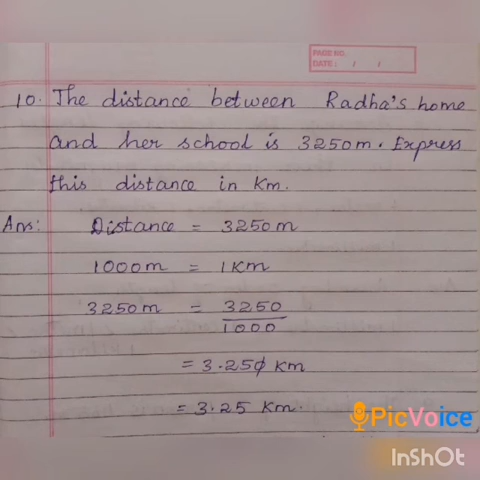 PAGE NO.
DATE: / /
10. The distance between Radha's home
and her school is 3250m. Express
this distance in Km.
Ans: Distance = 3250m
1000m = 1Km
3250m = 3250
1000
= 3.250 Km
= 3.25 Km.
PicVoice
InShOt